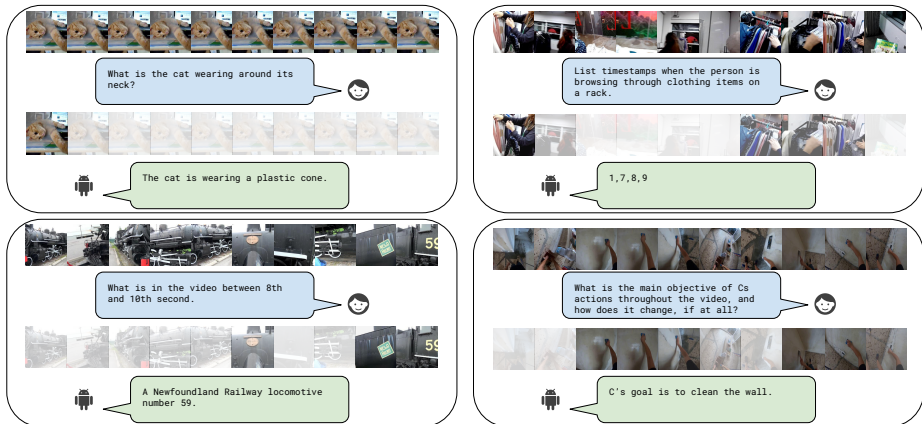 What is the cat wearing around its
neck?
The cat is wearing a plastic cone.
List timestamps when the person is
browsing through clothing items on
a rack.
1,7,8,9
What is in the video between 8th
and 10th second.
59
59
A Newfoundland Railway locomotive
number 59.
What is the main objective of Cs
actions throughout the video, and
how does it change, if at all?
C's goal is to clean the wall.